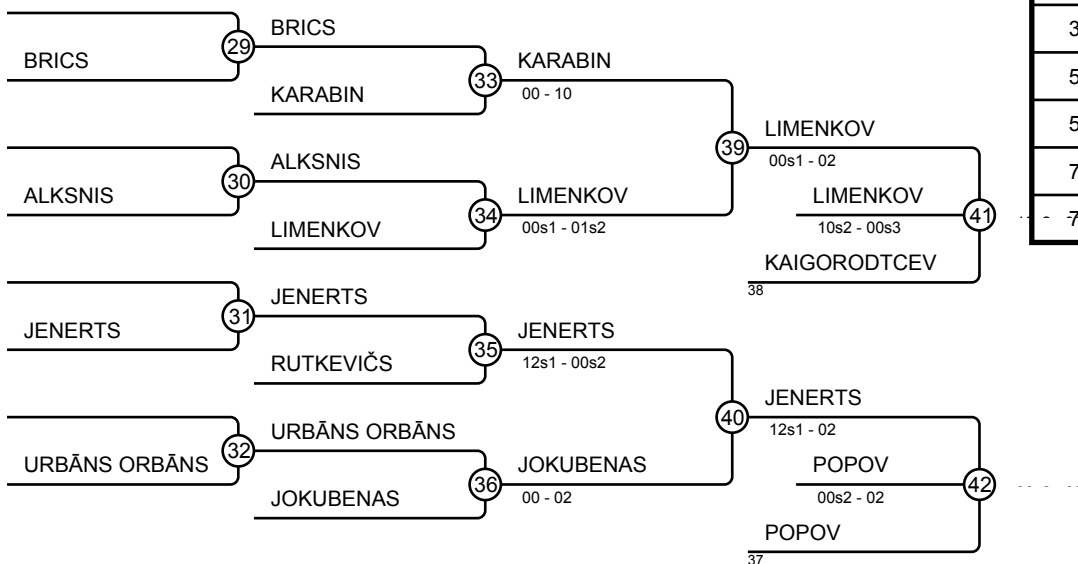 BRICS
29
BRICS
KARABIN
33
KARABIN
00 - 10
ALKSNIS
30
ALKSNIS
LIMENKOV
34
LIMENKOV
00s1 - 01s2
39
LIMENKOV
00s1 - 02
LIMENKOV
10s2 - 00s3
41
KAIGORODTCEV
38
JENERTS
31
JENERTS
RUTKEVIČS
35
JENERTS
12s1 - 00s2
URBĀNS ORBĀNS
32
URBĀNS ORBĀNS
JOKUBENAS
36
JOKUBENAS
00 - 02
40
JENERTS
12s1 - 02
POPOV
00s2 - 02
42
POPOV
37
3
5
5
7
7